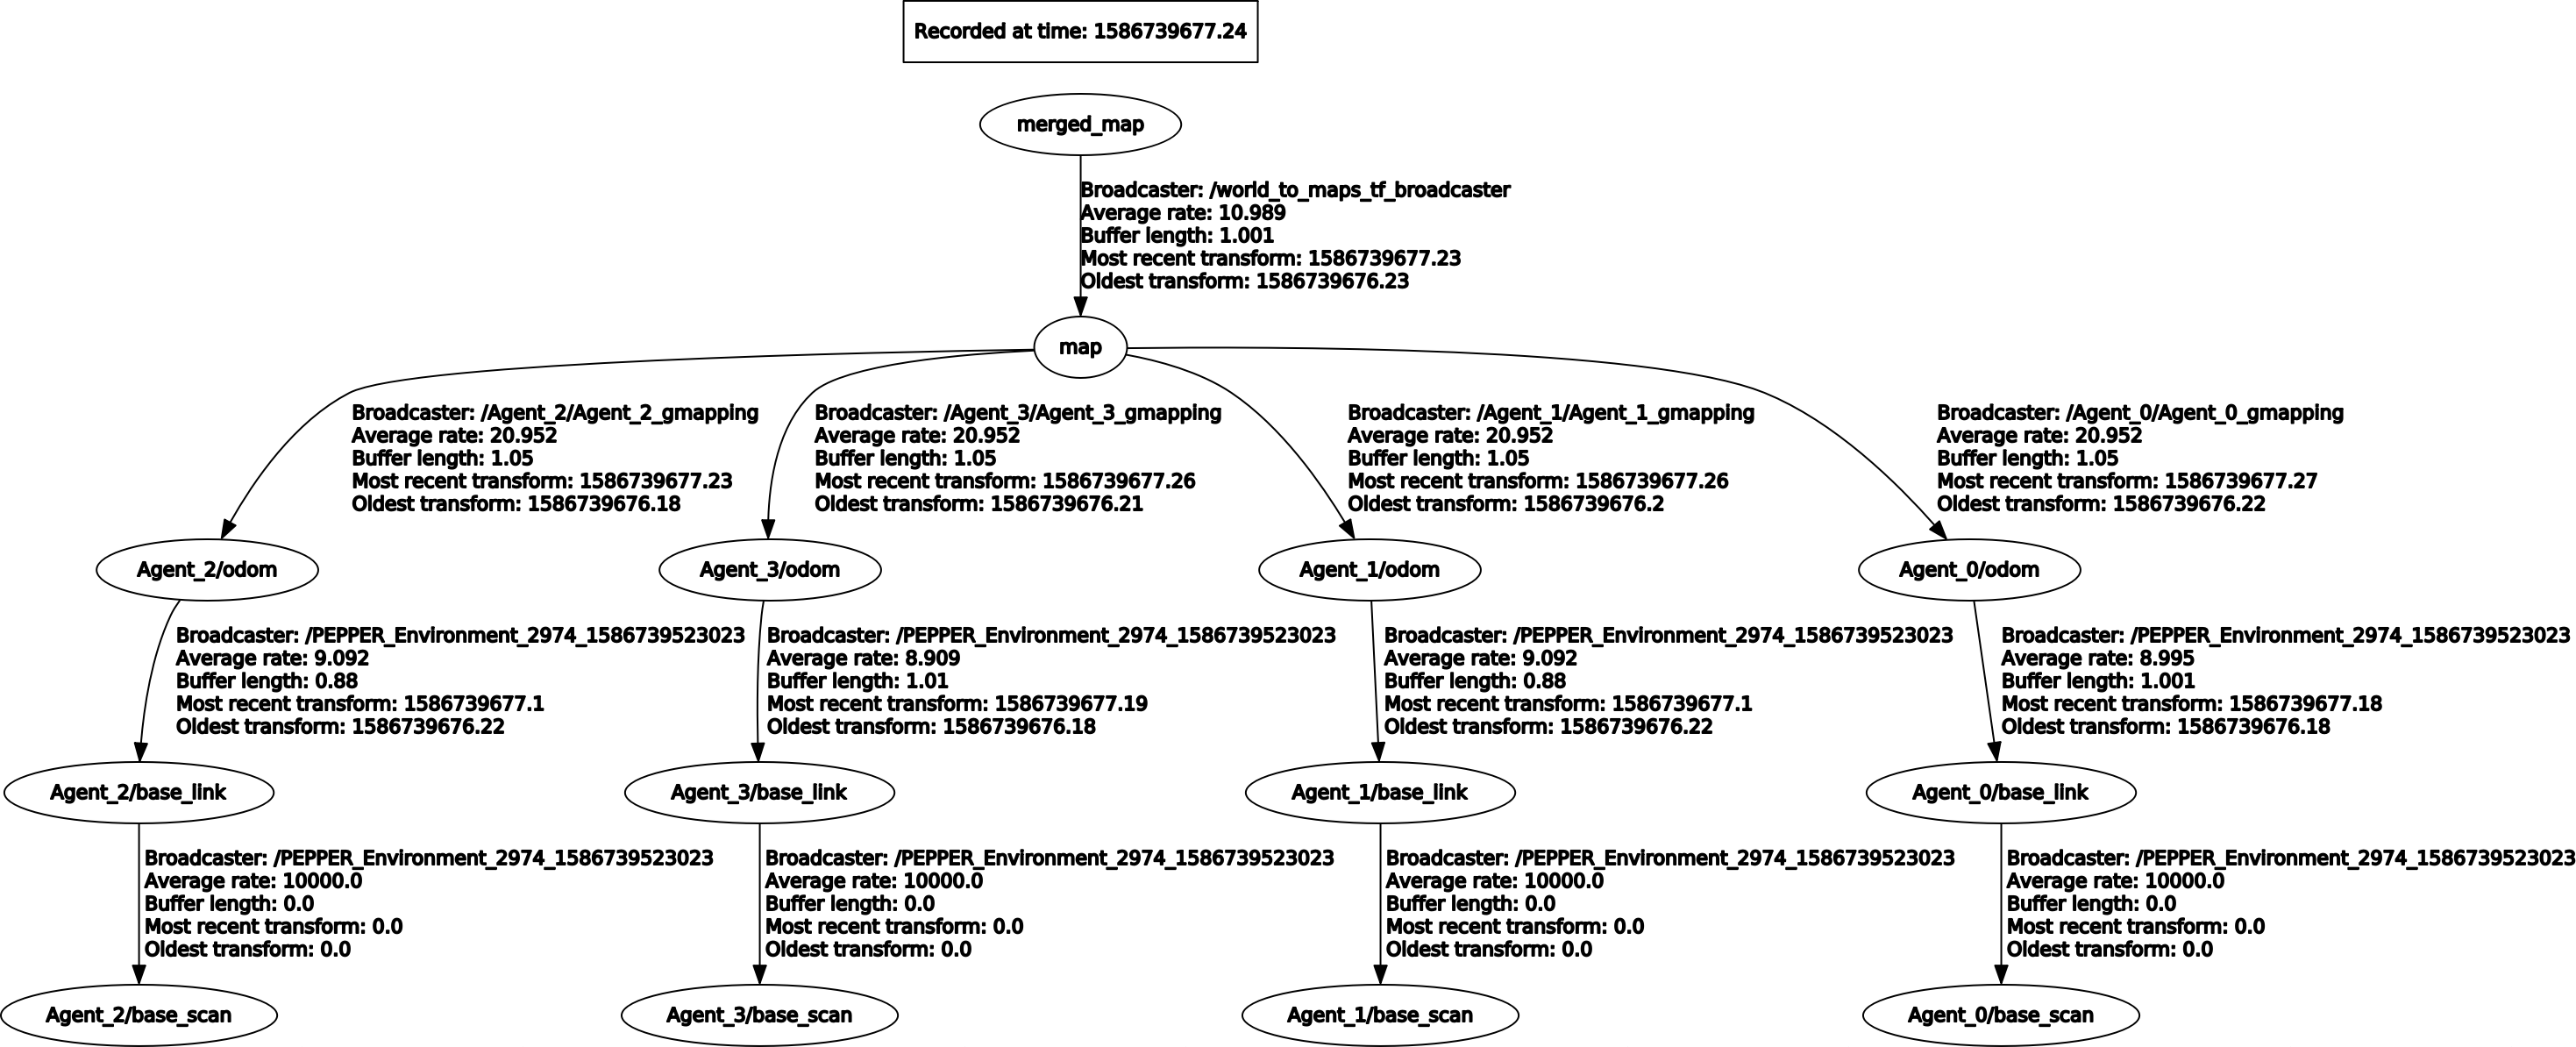 Recorded at time: 1586739677.24
merged_map
Broadcaster: /world_to_maps_tf_broadcaster
Average rate: 10.989
Buffer length: 1.001
Most recent transform: 1586739677.23
Oldest transform: 1586739676.23
map
Broadcaster: /Agent_2/Agent_2_gmapping
Average rate: 20.952
Buffer length: 1.05
Most recent transform: 1586739677.23
Oldest transform: 1586739676.18
Broadcaster: /Agent_3/Agent_3_gmapping
Average rate: 20.952
Buffer length: 1.05
Most recent transform: 1586739677.26
Oldest transform: 1586739676.21
Broadcaster: /Agent_1/Agent_1_gmapping
Average rate: 20.952
Buffer length: 1.05
Most recent transform: 1586739677.26
Oldest transform: 1586739676.2
Broadcaster: /Agent_0/Agent_0_gmapping
Average rate: 20.952
Buffer length: 1.05
Most recent transform: 1586739677.27
Oldest transform: 1586739676.22
Agent_2/odom
Agent_3/odom
Agent_1/odom
Agent_0/odom
Broadcaster: /PEPPER_Environment_2974_1586739523023
Average rate: 9.092
Buffer length: 0.88
Most recent transform: 1586739677.1
Oldest transform: 1586739676.22
Broadcaster: /PEPPER_Environment_2974_1586739523023
Average rate: 8.909
Buffer length: 1.01
Most recent transform: 1586739677.19
Oldest transform: 1586739676.18
Broadcaster: /PEPPER_Environment_2974_1586739523023
Average rate: 9.092
Buffer length: 0.88
Most recent transform: 1586739677.1
Oldest transform: 1586739676.22
Broadcaster: /PEPPER_Environment_2974_1586739523023
Average rate: 8.995
Buffer length: 1.001
Most recent transform: 1586739677.18
Oldest transform: 1586739676.18
Agent_2/base_link
Agent_3/base_link
Agent_1/base_link
Agent_0/base_link
Broadcaster: /PEPPER_Environment_2974_1586739523023
Average rate: 10000.0
Buffer length: 0.0
Most recent transform: 0.0
Oldest transform: 0.0
Broadcaster: /PEPPER_Environment_2974_1586739523023
Average rate: 10000.0
Buffer length: 0.0
Most recent transform: 0.0
Oldest transform: 0.0
Broadcaster: /PEPPER_Environment_2974_1586739523023
Average rate: 10000.0
Buffer length: 0.0
Most recent transform: 0.0
Oldest transform: 0.0
Broadcaster: /PEPPER_Environment_2974_1586739523023
Average rate: 10000.0
Buffer length: 0.0
Most recent transform: 0.0
Oldest transform: 0.0
Agent_2/base_scan
Agent_3/base_scan
Agent_1/base_scan
Agent_0/base_scan